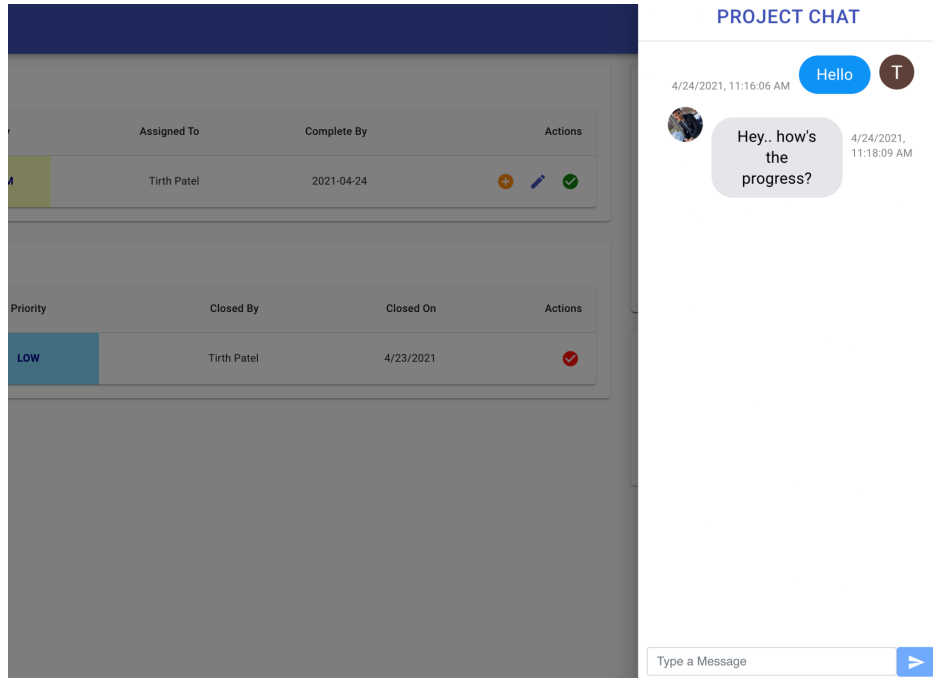 PROJECT CHAT
4/24/2021, 11:16:06 AM
Hello
T
Hey.. how's
the
progress?
4/24/2021,
11:18:09 AM
Assigned To
Complete By
Actions
Tirth Patel
2021-04-24
Priority
Closed By
Closed On
Actions
LOW
Tirth Patel
4/23/2021
Type a Message